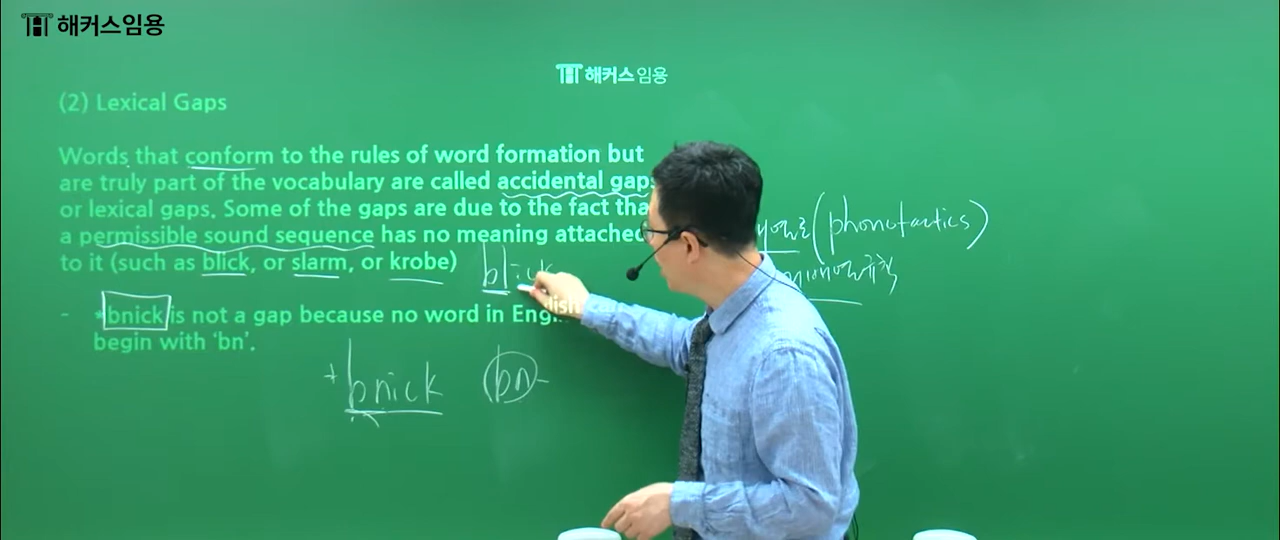 해커스임용
해커스임용
(2) Lexical Gaps
Words that conform to the rules of word formation but
are truly part of the vocabulary are called accidental gaps
or lexical gaps. Some of the gaps are due to the fact tha
a permissible sound sequence has no meaning attached
to it (such as blick, or slarm, or krobe)
(phonotactics)
blick
- *bnick is not a gap because no word in English
begin with ‘bn’.
*bnick (bn-